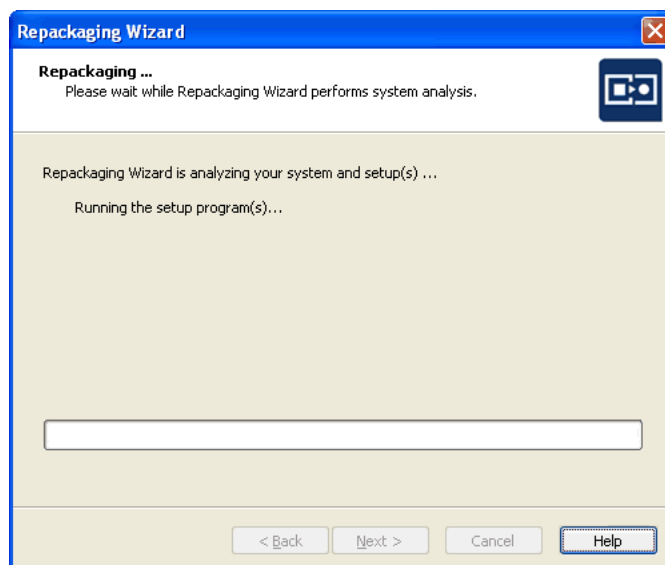 Repackaging Wizard
Repackaging ...
Please wait while Repackaging Wizard performs system analysis.
Repackaging Wizard is analyzing your system and setup(s) ...
Running the setup program(s)...
< Back
Next >
Cancel
Help